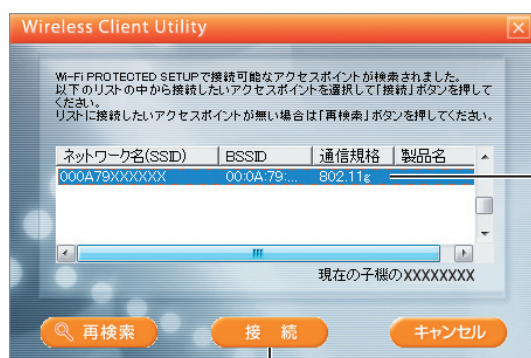 Wireless Client Utility
Wi-Fi PROTECTED SETUPで接続可能なアクセスポイントが検索されました。
以下のリストの中から接続したいアクセスポイントを選択して「接続」ボタンを押して
ください。
リストに接続したいアクセスポイントが無い場合は「再検索」ボタンを押してください。
ネットワーク名(SSID) BSSID 通信規格 製品名
000A79XXXXXX 00:0A:79:... 802.11g
現在の子機のXXXXXXXX
再検索 接 続 キャンセル